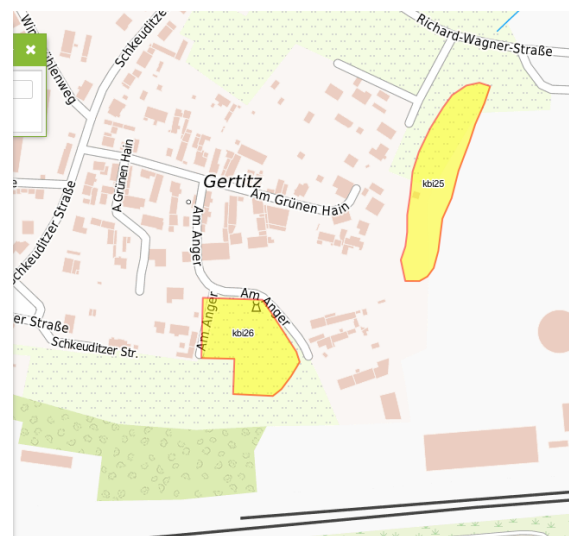 Richard-Wagner-Straße
Schkeuditze
Windmühlenweg
A.Grünen Hain
Gertitz
kbi25
Am Grünen Hain
Schkeuditzer Straße
Am Anger
Am Anger
Am Anger
kbi26
er Straße
Schkeuditzer Str.